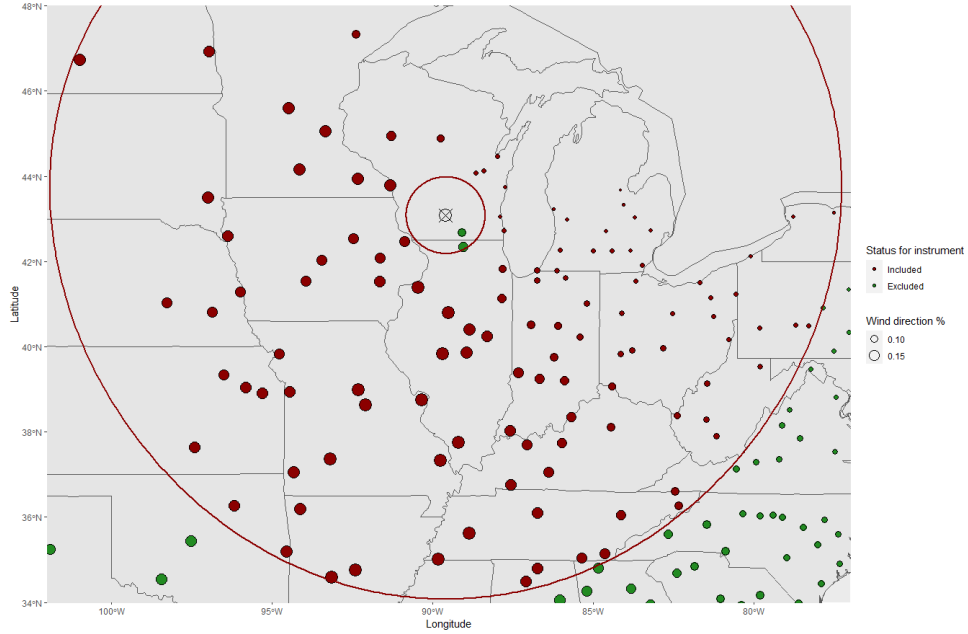 48°N
46°N
44°N
42°N
40°N
38°N
36°N
34°N
Latitude
100°W
95°W
90°W
85°W
80°W
Longitude
Status for instrument
Included
Excluded
Wind direction %
0.10
0.15